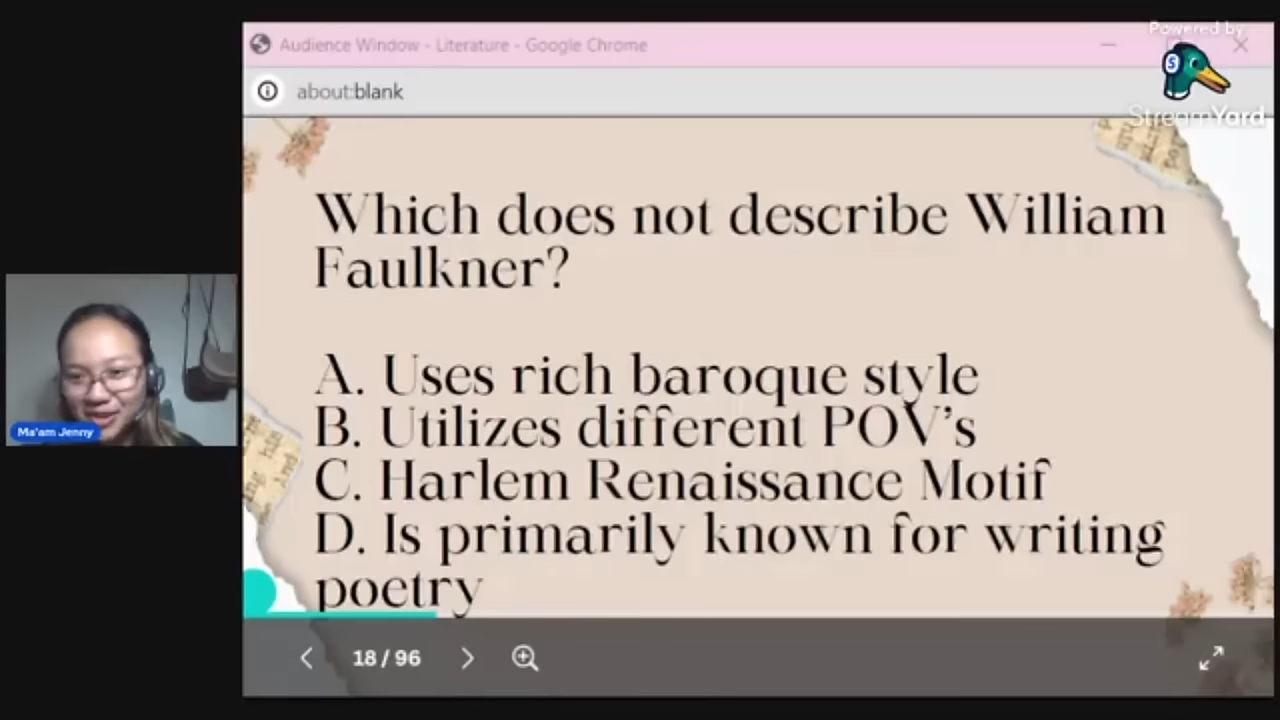 Powered by
Audience Window - Literature - Google Chrome
about:blank
StreamYard
Which does not describe William
Faulkner?
A. Uses rich baroque style
B. Utilizes different POV's
C. Harlem Renaissance Motif
D. Is primarily known for writing
poetry
Ma'am Jenny
18 / 96